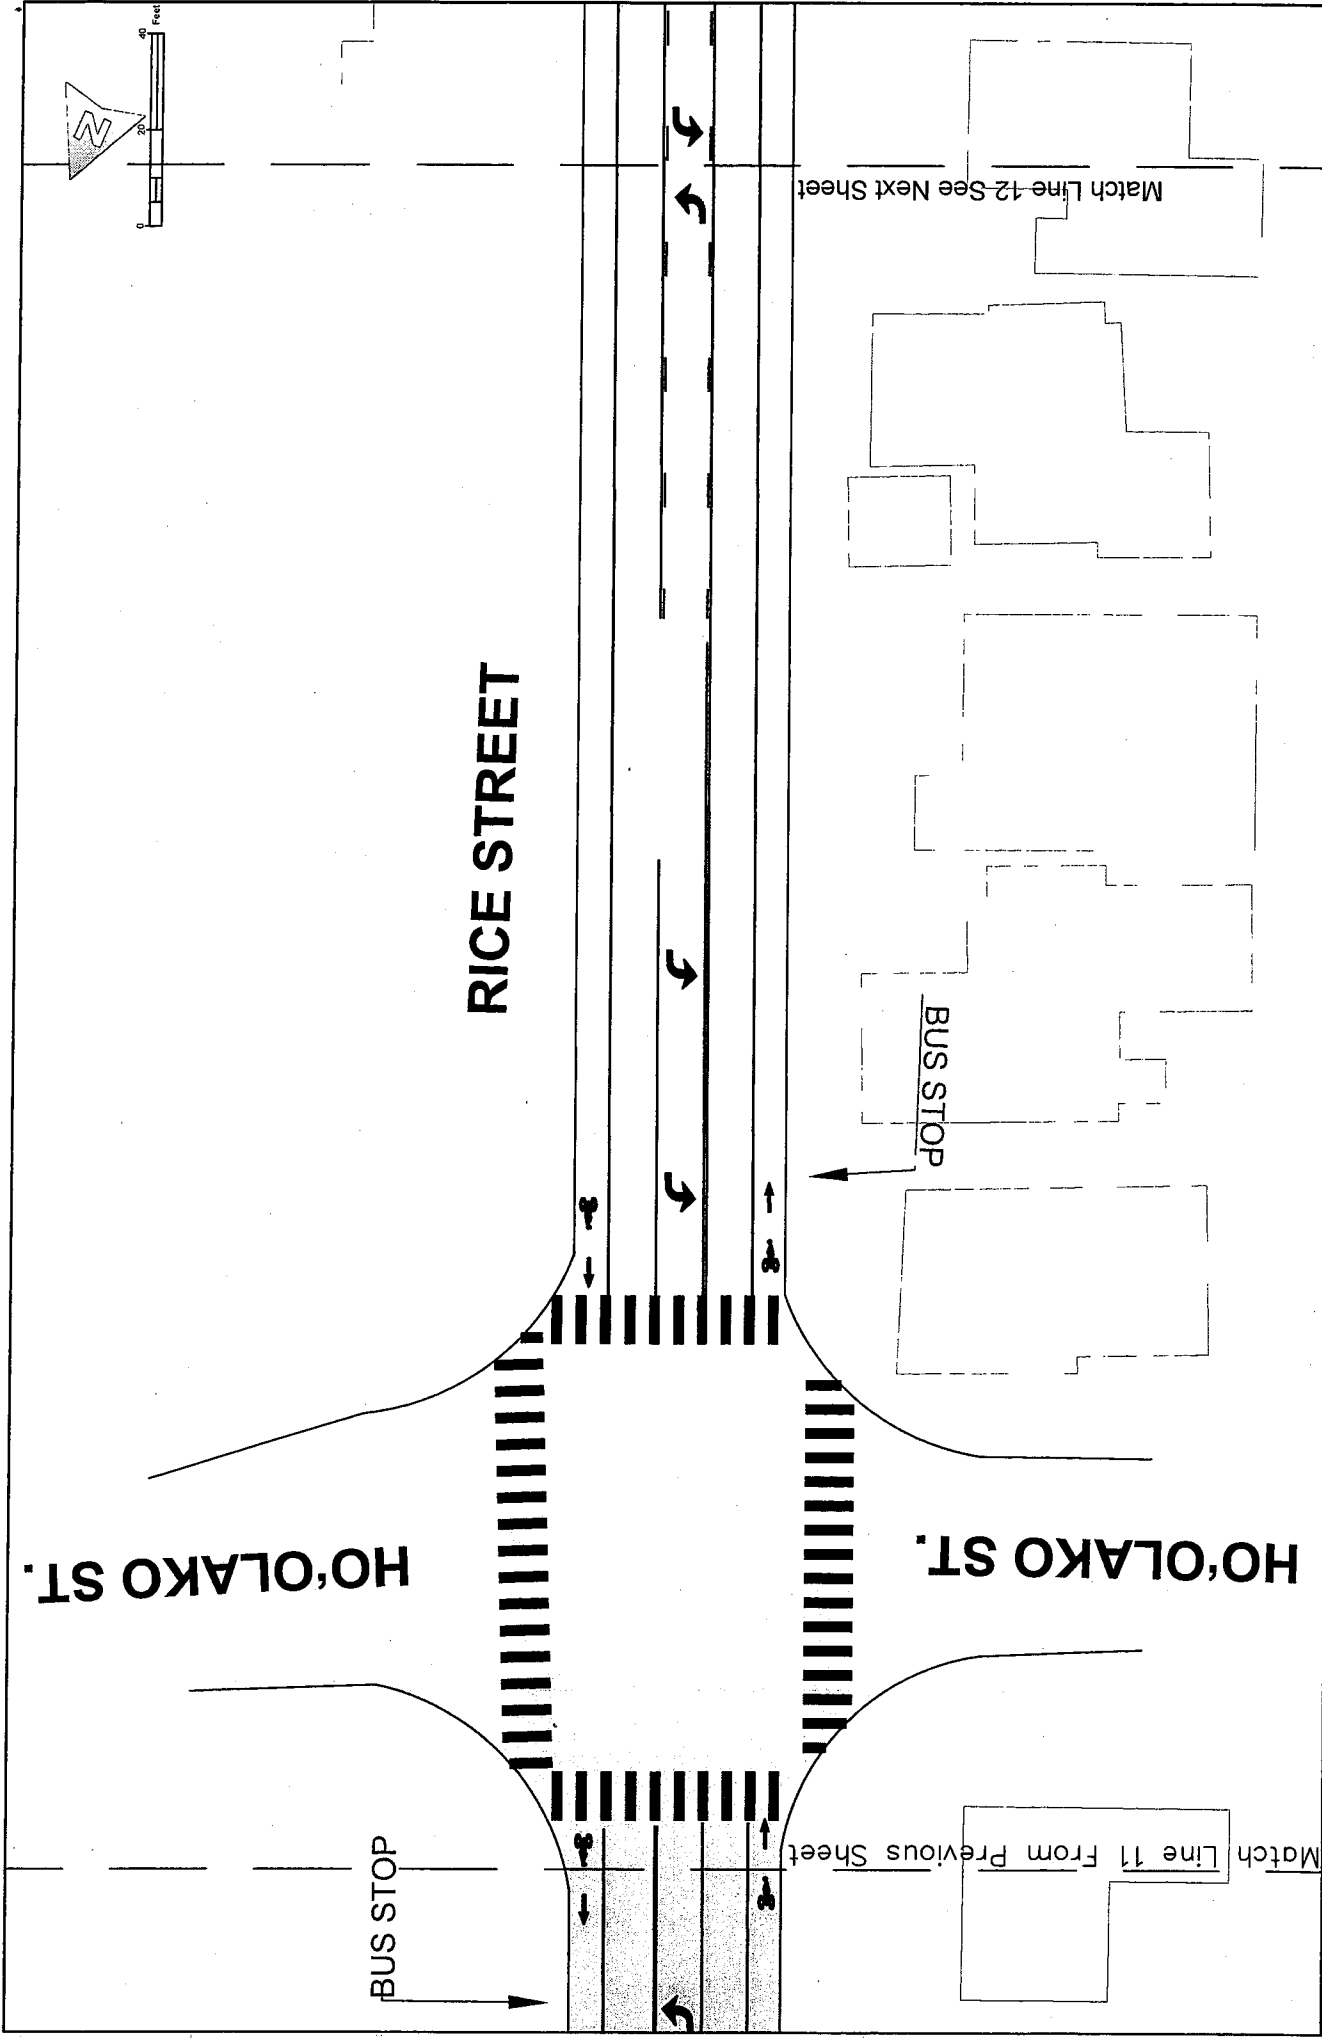 40
Feet
20
0
N
Match Line 12 See Next Sheet
RICE STREET
BUS STOP
HO'OLAKO ST.
HO'OLAKO ST.
Match Line 11 From Previous Sheet
BUS STOP